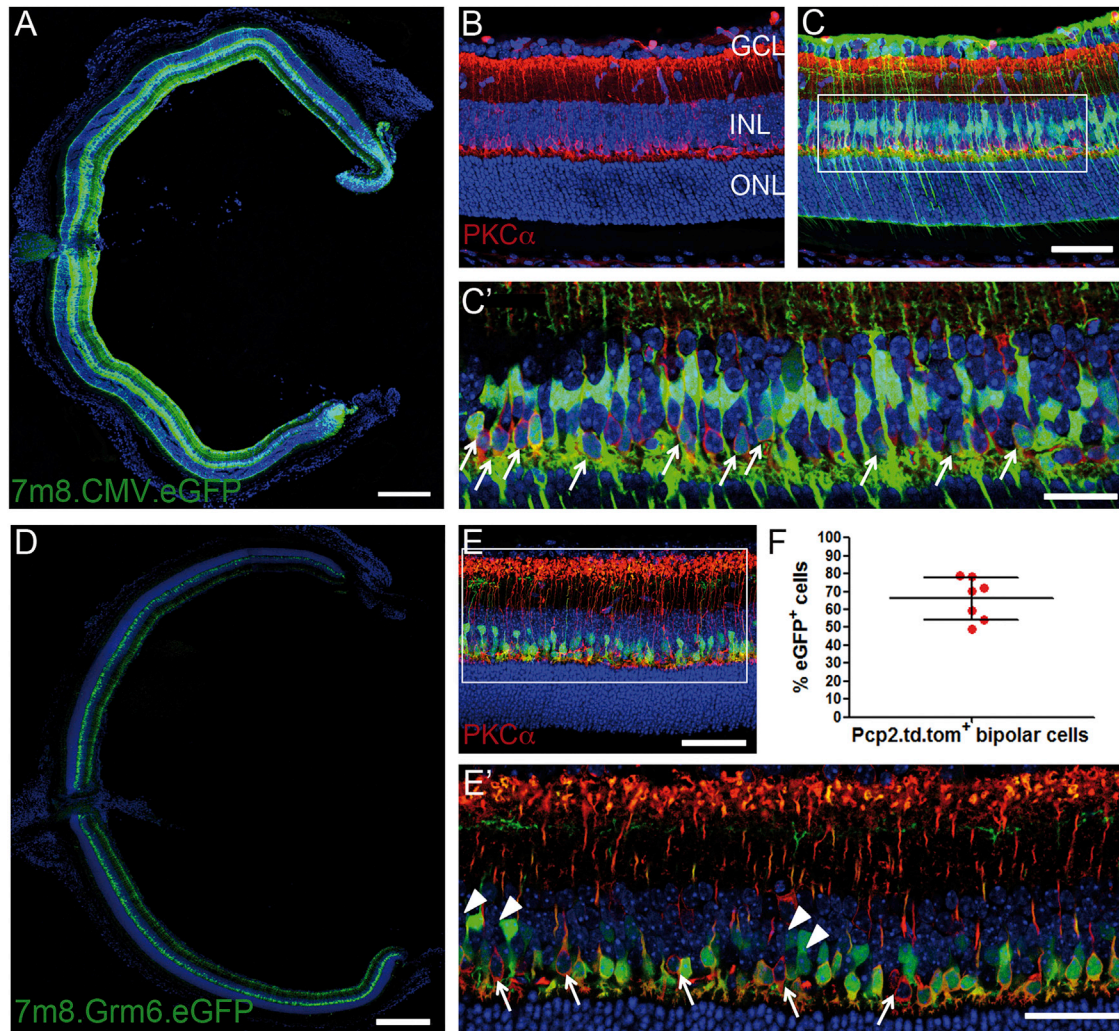 A
7m8.CMV.eGFP
B
GCL
INL
ONL
PKCα
C
C'
D
7m8.Grm6.eGFP
E
PKCα
F
100
90
80
70
60
50
40
30
20
10
0
% eGFP+ cells
Pcp2.td.tom+ bipolar cells
E'